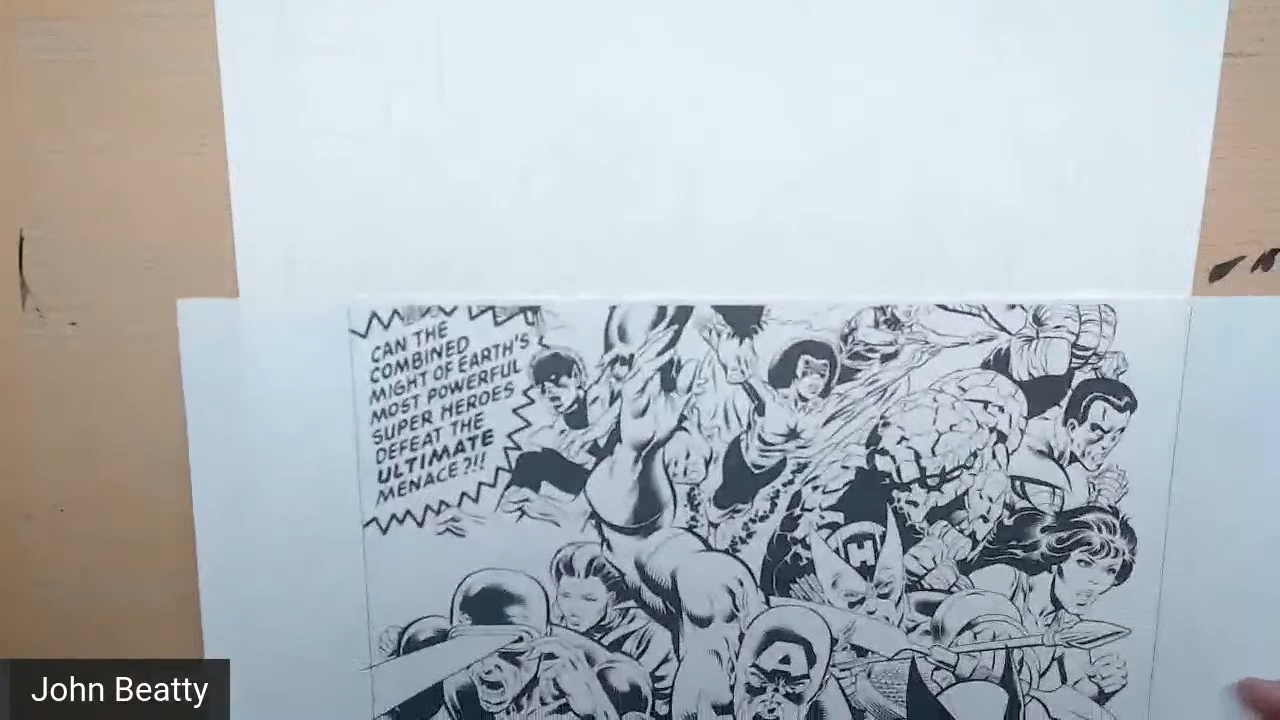 CAN THE
COMBINED
MIGHT OF EARTH'S
MOST POWERFUL
SUPER HEROES
DEFEAT THE
ULTIMATE
MENACE?!!
H
A
John Beatty